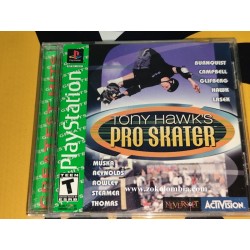 PlayStation
BURNQUIST
CAMPBELL
GLIFBERG
HAWK
LASEK
TONY HAWK'S
PRO SKATER
MUSKA
REYNOLDS
ROWLEY
STEAMER
THOMAS
www.zokolombia.com
T
NEVERSOFT
ACTIVISION